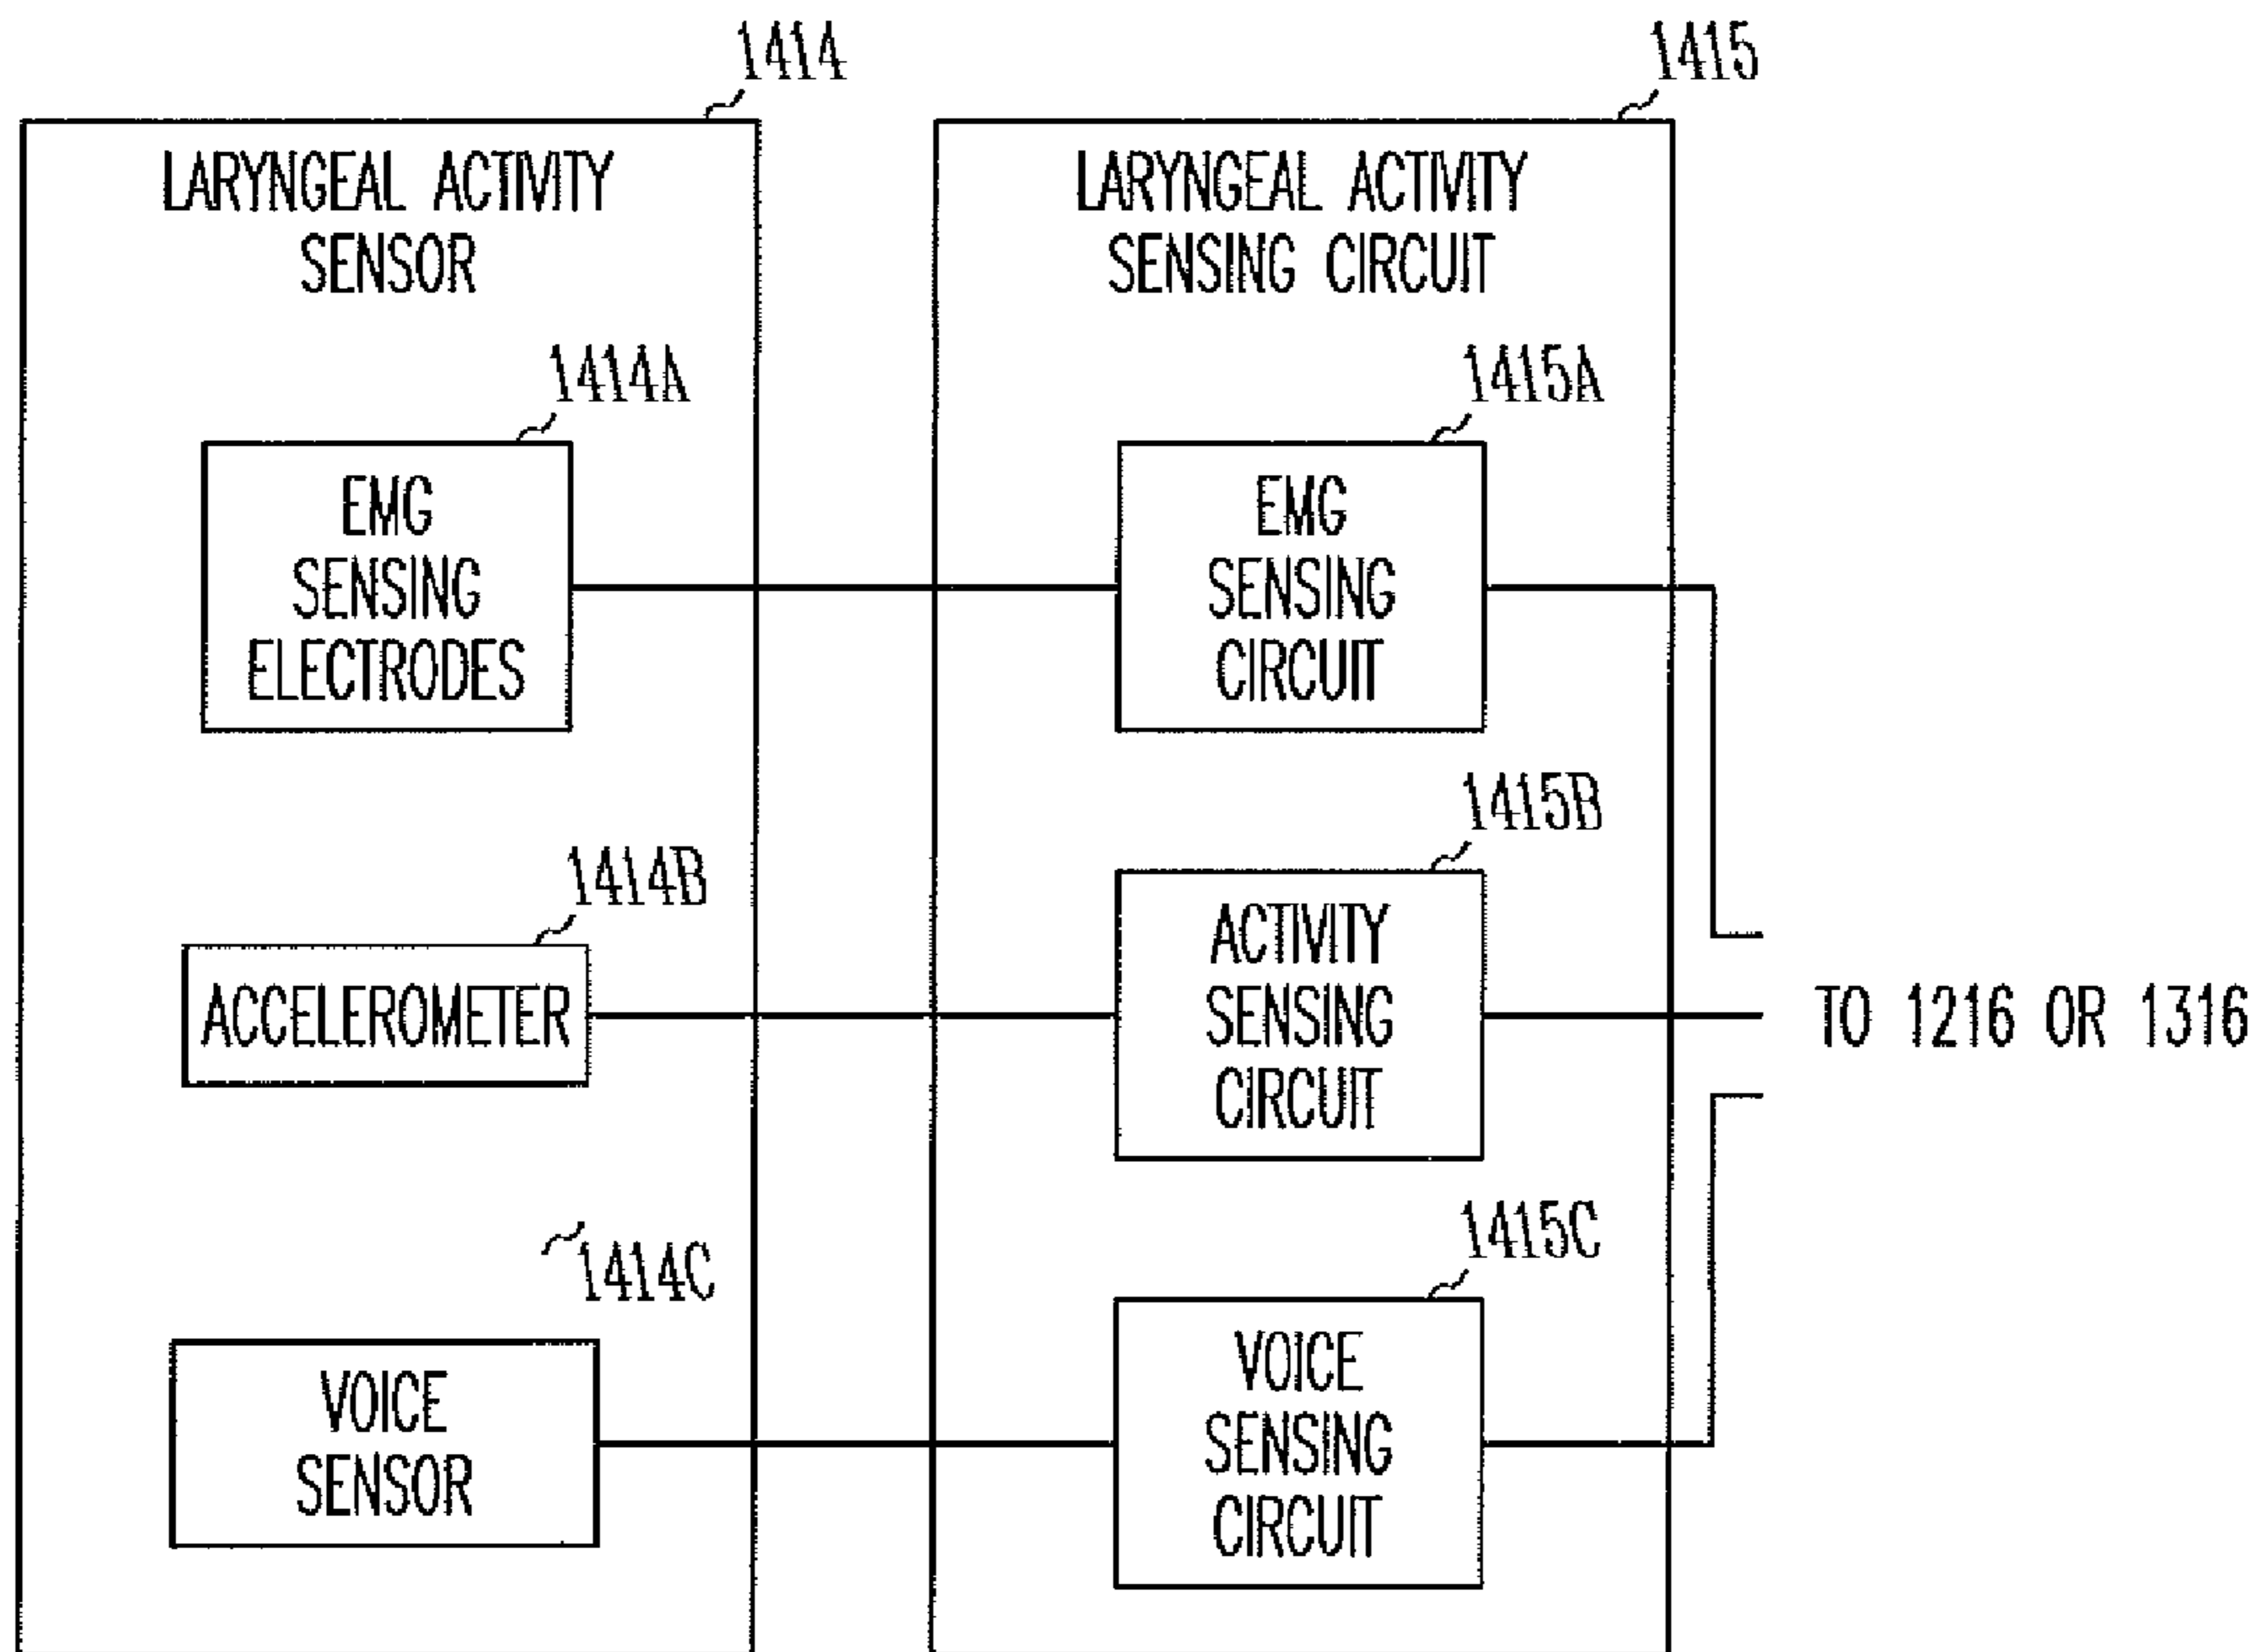 1414
LARYNGEAL ACTIVITY
SENSOR
1414A
EMG
SENSING
ELECTRODES
1414B
ACCELEROMETER
1414C
VOICE
SENSOR
1415
LARYNGEAL ACTIVITY
SENSING CIRCUIT
1415A
EMG
SENSING
CIRCUIT
1415B
ACTIVITY
SENSING
CIRCUIT
1415C
VOICE
SENSING
CIRCUIT
TO 1216 OR 1316